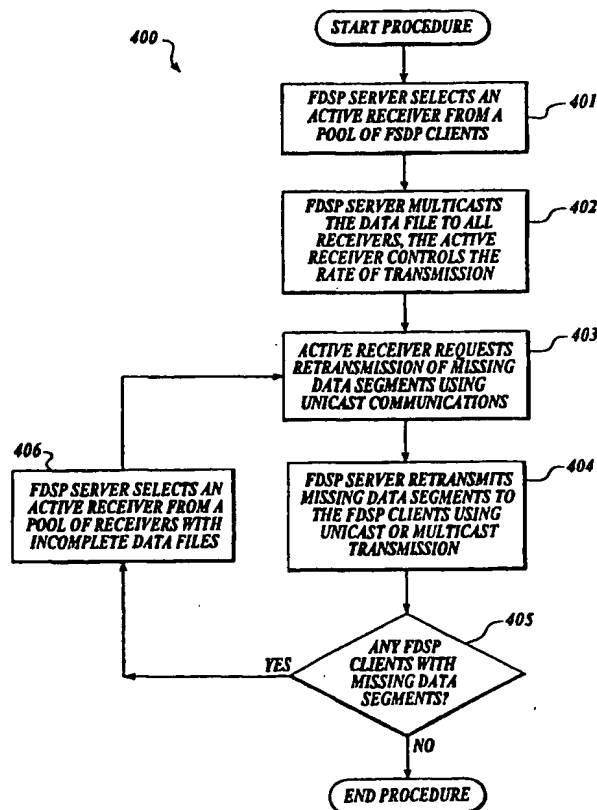 400
START PROCEDURE
FDSP SERVER SELECTS AN
ACTIVE RECEIVER FROM A
POOL OF FSDP CLIENTS
401
FDSP SERVER MULTICASTS
THE DATA FILE TO ALL
RECEIVERS, THE ACTIVE
RECEIVER CONTROLS THE
RATE OF TRANSMISSION
402
ACTIVE RECEIVER REQUESTS
RETRANSMISSION OF MISSING
DATA SEGMENTS USING
UNICAST COMMUNICATIONS
403
406
FDSP SERVER SELECTS AN
ACTIVE RECEIVER FROM A
POOL OF RECEIVERS WITH
INCOMPLETE DATA FILES
FDSP SERVER RETRANSMITS
MISSING DATA SEGMENTS TO
THE FDSP CLIENTS USING
UNICAST OR MULTICAST
TRANSMISSION
404
ANY FDSP
CLIENTS WITH
MISSING DATA
SEGMENTS?
405
YES
NO
END PROCEDURE